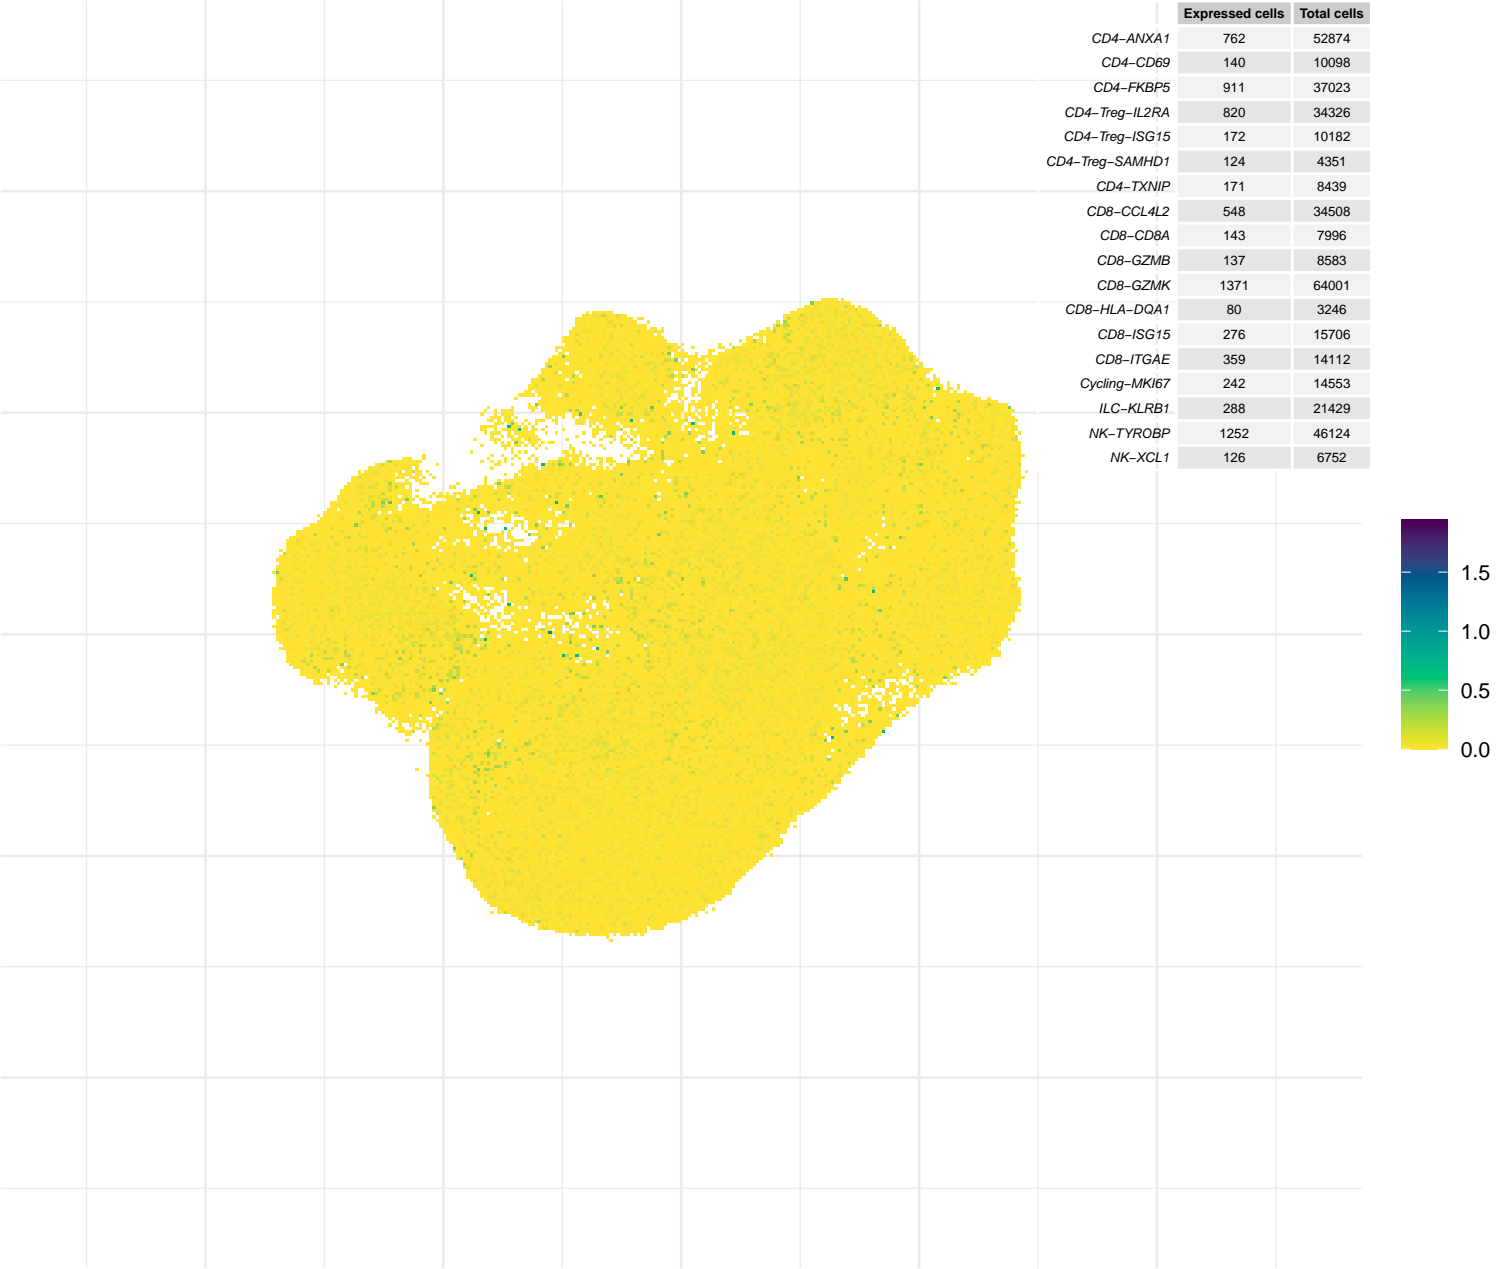 Expressed cells Total cells
CD4−ANXA1 762 52874
CD4−CD69 140 10098
CD4−FKBP5 911 37023
CD4−Treg−IL2RA 820 34326
CD4−Treg−ISG15 172 10182
CD4−Treg−SAMHD1 124 4351
CD4−TXNIP 171 8439
CD8−CCL4L2 548 34508
CD8−CD8A 143 7996
CD8−GZMB 137 8583
CD8−GZMK 1371 64001
CD8−HLA−DQA1 80 3246
CD8−ISG15 276 15706
CD8−ITGAE 359 14112
Cycling−MKI67 242 14553
ILC−KLRB1 288 21429
NK−TYROBP 1252 46124
NK−XCL1 126 6752
1.5
1.0
0.5
0.0